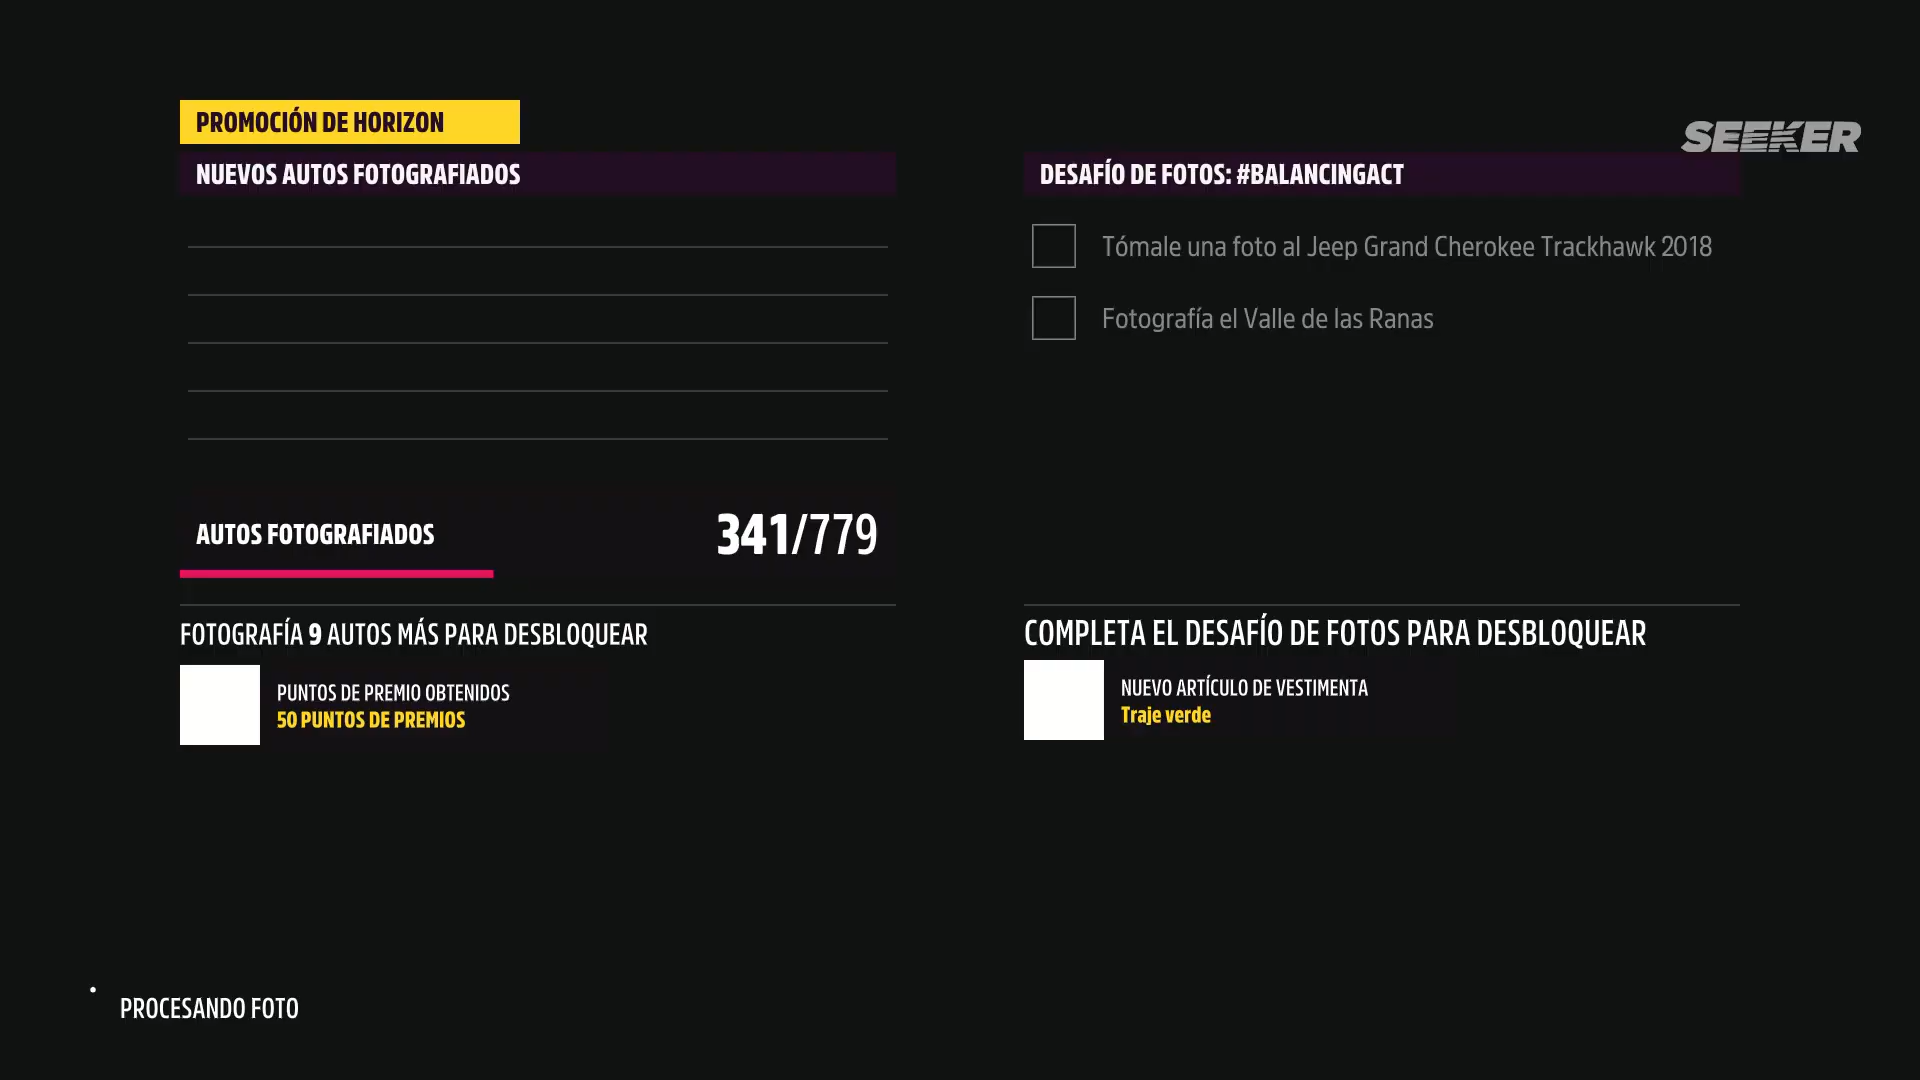 PROMOCIÓN DE HORIZON
NUEVOS AUTOS FOTOGRAFIADOS
AUTOS FOTOGRAFIADOS
341/779
FOTOGRAFÍA 9 AUTOS MÁS PARA DESBLOQUEAR
PUNTOS DE PREMIO OBTENIDOS
50 PUNTOS DE PREMIOS
SEEKER
DESAFÍO DE FOTOS: #BALANCINGACT
Tómale una foto al Jeep Grand Cherokee Trackhawk 2018
Fotografía el Valle de las Ranas
COMPLETA EL DESAFÍO DE FOTOS PARA DESBLOQUEAR
NUEVO ARTÍCULO DE VESTIMENTA
Traje verde
PROCESANDO FOTO